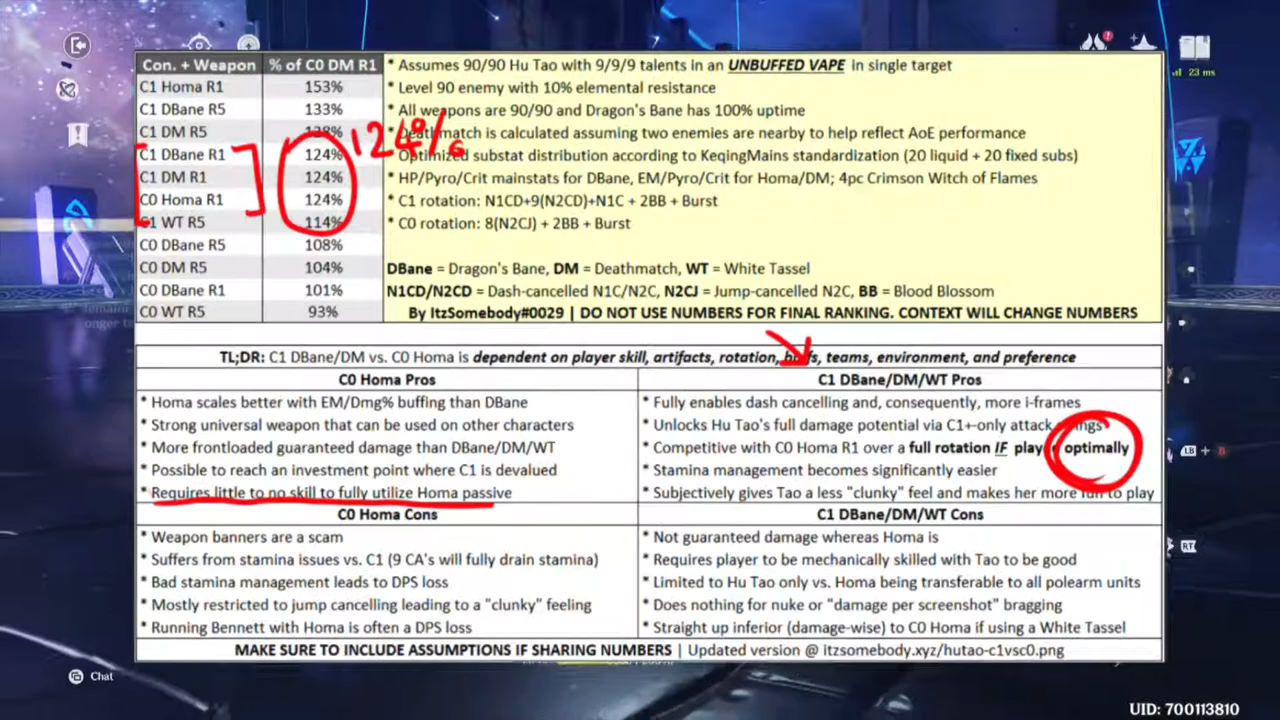 23 ms
Con. + Weapon % of C0 DM R1
C1 Homa R1 153%
C1 DBane R5 133%
C1 DM R5 128%
C1 DBane R1 124%
C1 DM R1 124%
C0 Homa R1 124%
C1 WT R5 114%
C0 DBane R5 108%
C0 DM R5 104%
C0 DBane R1 101%
C0 WT R5 93%
124%
* Assumes 90/90 Hu Tao with 9/9/9 talents in an UNBUFFED VAPE in single target
* Level 90 enemy with 10% elemental resistance
* All weapons are 90/90 and Dragon's Bane has 100% uptime
* Deathmatch is calculated assuming two enemies are nearby to help reflect AoE performance
* Optimized substat distribution according to KeqingMains standardization (20 liquid + 20 fixed subs)
* HP/Pyro/Crit mainstats for DBane, EM/Pyro/Crit for Homa/DM; 4pc Crimson Witch of Flames
* C1 rotation: N1CD+9(N2CD)+N1C + 2BB + Burst
* C0 rotation: 8(N2CJ) + 2BB + Burst
DBane = Dragon's Bane, DM = Deathmatch, WT = White Tassel
N1CD/N2CD = Dash-cancelled N1C/N2C, N2CJ = Jump-cancelled N2C, BB = Blood Blossom
By ItzSomebody#0029 | DO NOT USE NUMBERS FOR FINAL RANKING. CONTEXT WILL CHANGE NUMBERS
TL;DR: C1 DBane/DM vs. C0 Homa is dependent on player skill, artifacts, rotation, buffs, teams, environment, and preference
C0 Homa Pros
* Homa scales better with EM/Dmg% buffing than DBane
* Strong universal weapon that can be used on other characters
* More frontloaded guaranteed damage than DBane/DM/WT
* Possible to reach an investment point where C1 is devalued
* Requires little to no skill to fully utilize Homa passive
C1 DBane/DM/WT Pros
* Fully enables dash cancelling and, consequently, more i-frames
* Unlocks Hu Tao's full damage potential via C1+-only attack strings
* Competitive with C0 Homa R1 over a full rotation IF play optimally
* Stamina management becomes significantly easier
* Subjectively gives Tao a less "clunky" feel and makes her more fun to play
C0 Homa Cons
* Weapon banners are a scam
* Suffers from stamina issues vs. C1 (9 CA's will fully drain stamina)
* Bad stamina management leads to DPS loss
* Mostly restricted to jump cancelling leading to a "clunky" feeling
* Running Bennett with Homa is often a DPS loss
C1 DBane/DM/WT Cons
* Not guaranteed damage whereas Homa is
* Requires player to be mechanically skilled with Tao to be good
* Limited to Hu Tao only vs. Homa being transferable to all polearm units
* Does nothing for nuke or "damage per screenshot" bragging
* Straight up inferior (damage-wise) to C0 Homa if using a White Tassel
MAKE SURE TO INCLUDE ASSUMPTIONS IF SHARING NUMBERS | Updated version @ itzsomebody.xyz/hutao-c1vsc0.png
LB + R
RT
Chat
UID: 700113810